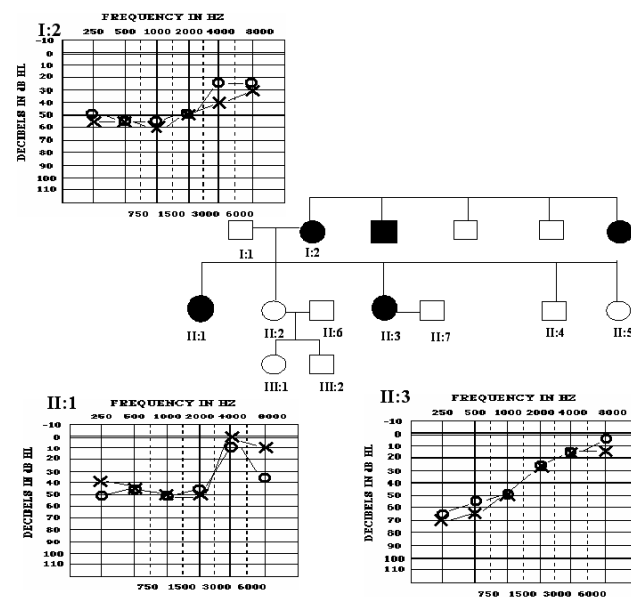 I:2
FREQUENCY IN HZ
250 500 1000 2000 4000 8000
DECIBELS IN dB HL
-10
0
10
20
30
40
50
60
70
80
90
100
110
750 1500 3000 6000
I:1
I:2
II:1
II:2
II:6
II:3
II:7
II:4
II:5
III:1
III:2
II:1
FREQUENCY IN HZ
250 500 1000 2000 4000 8000
DECIBELS IN dB HL
-10
0
10
20
30
40
50
60
70
80
90
100
110
750 1500 3000 6000
II:3
FREQUENCY IN HZ
250 500 1000 2000 4000 8000
DECIBELS IN dB HL
-10
0
10
20
30
40
50
60
70
80
90
100
110
750 1500 3000 6000